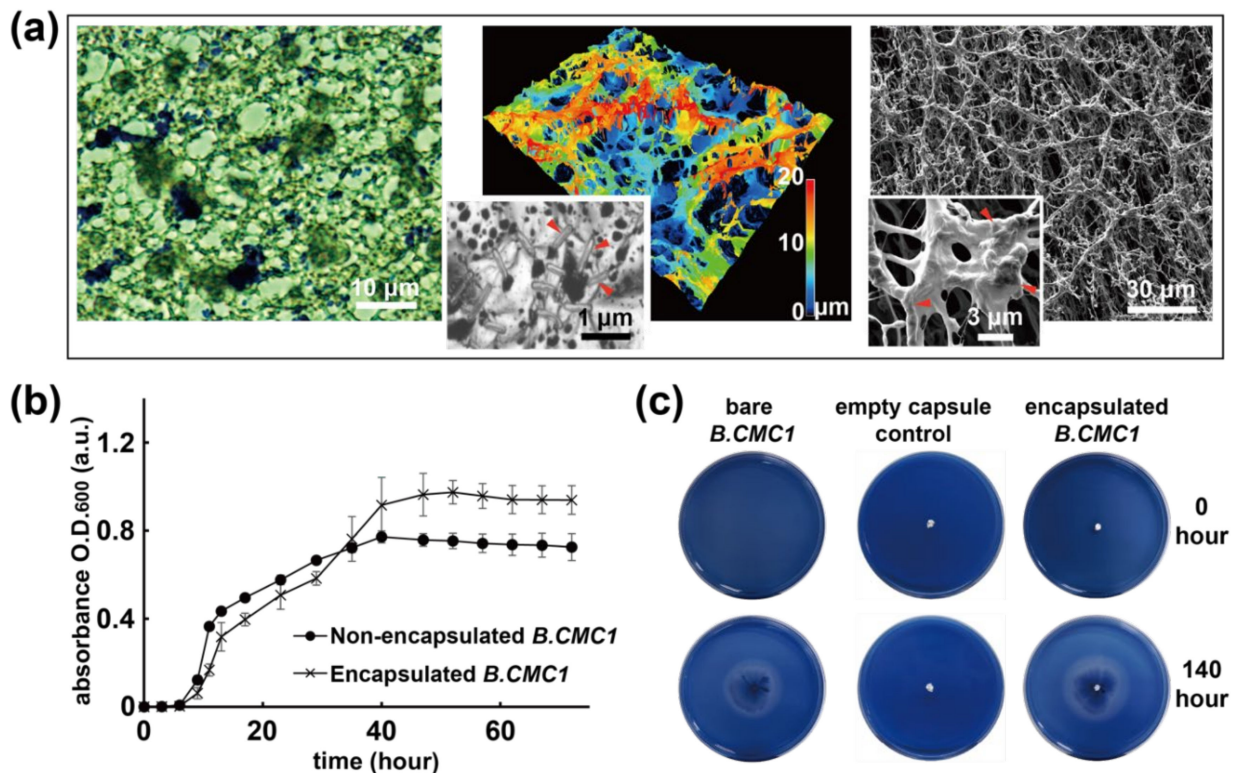 (a)
10 µm
1 µm
20
10
0 µm
3 µm
30 µm
(b)
absorbance O.D.600 (a.u.)
1.2
0.8
0.4
0
Non-encapsulated B.CMC1
Encapsulated B.CMC1
0 20 40 60
time (hour)
(c)
bare
B.CMC1
empty capsule
control
encapsulated
B.CMC1
0
hour
140
hour